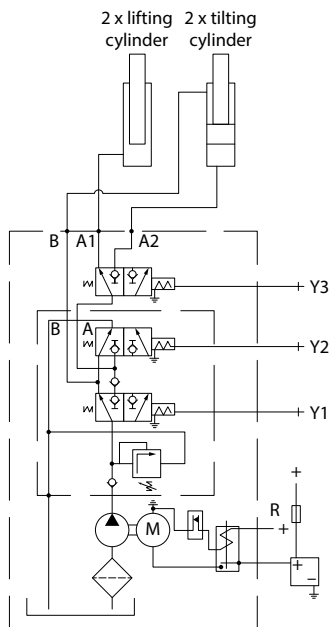 2 x lifting cylinder
2 x tilting cylinder
B A1 A2
Y3
B A
Y2
Y1
M
R
+
+
+ -